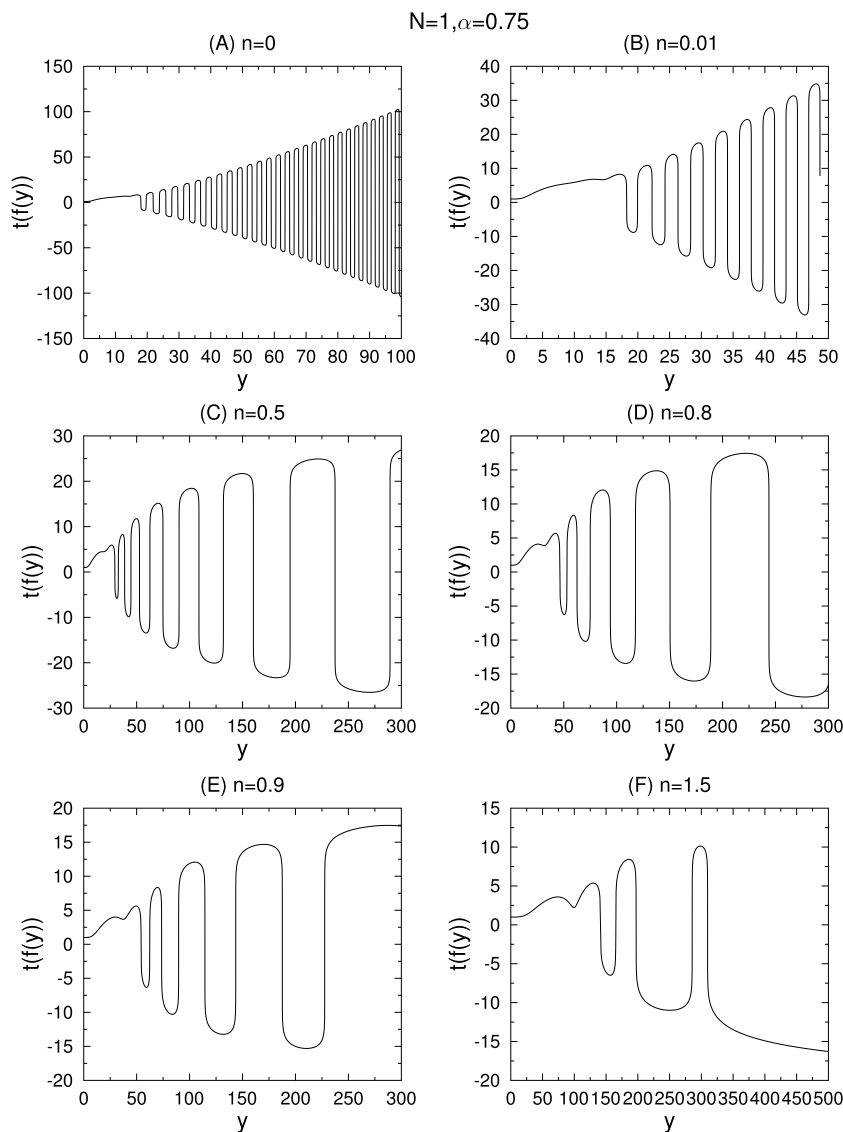 N=1,α=0.75
(A) n=0
150
100
50
0
-50
-100
-150
0 10 20 30 40 50 60 70 80 90 100
t(f(y))
y
(B) n=0.01
40
30
20
10
0
-10
-20
-30
-40
0 5 10 15 20 25 30 35 40 45 50
t(f(y))
y
(C) n=0.5
30
20
10
0
-10
-20
-30
0 50 100 150 200 250 300
t(f(y))
y
(D) n=0.8
20
15
10
5
0
-5
-10
-15
-20
0 50 100 150 200 250 300
t(f(y))
y
(E) n=0.9
20
15
10
5
0
-5
-10
-15
-20
0 50 100 150 200 250 300
t(f(y))
y
(F) n=1.5
15
10
5
0
-5
-10
-15
-20
0 50 100 150 200 250 300 350 400 450 500
t(f(y))
y